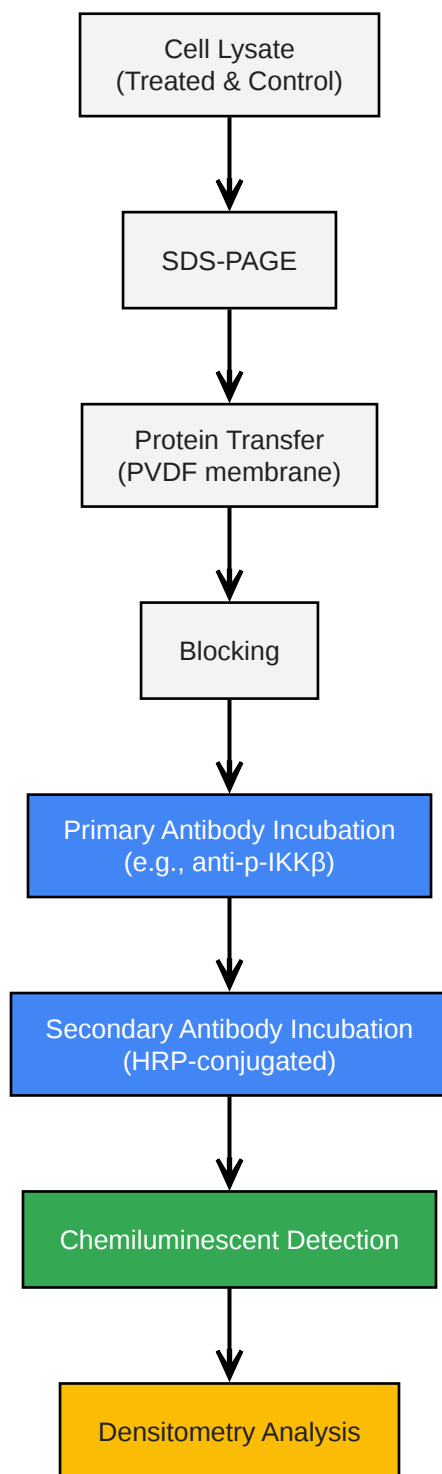 Cell Lysate
(Treated & Control)
SDS-PAGE
Protein Transfer
(PVDF membrane)
Blocking
Primary Antibody Incubation
(e.g., anti-p-IKKβ)
Secondary Antibody Incubation
(HRP-conjugated)
Chemiluminescent Detection
Densitometry Analysis